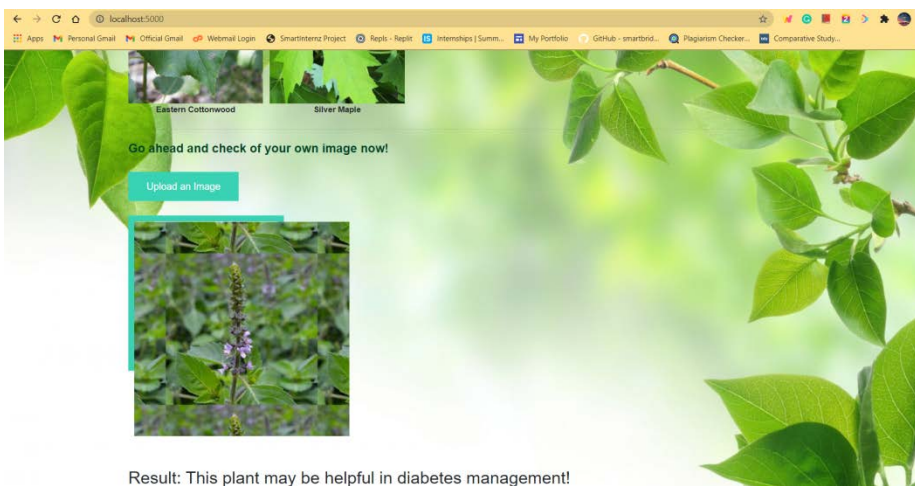 localhost:5000
Apps Personal Gmail Official Gmail Webmail Login SmartInternz Project Repls - Replit Internships | Summ... My Portfolio GitHub - smartbrid... Plagiarism Checker... Comparative Study...
Eastern Cottonwood Silver Maple
Go ahead and check of your own image now!
Upload an Image
Result: This plant may be helpful in diabetes management!